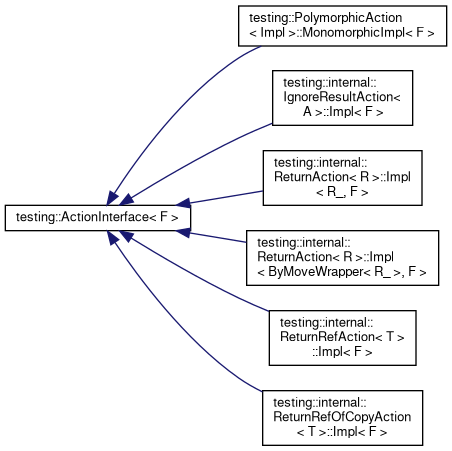 testing::PolymorphicAction
< Impl >::MonomorphicImpl< F >
testing::internal::
IgnoreResultAction<
A >::Impl< F >
testing::internal::
ReturnAction< R >::Impl
< R_, F >
testing::ActionInterface< F >
testing::internal::
ReturnAction< R >::Impl
< ByMoveWrapper< R_ >, F >
testing::internal::
ReturnRefAction< T >
::Impl< F >
testing::internal::
ReturnRefOfCopyAction
< T >::Impl< F >